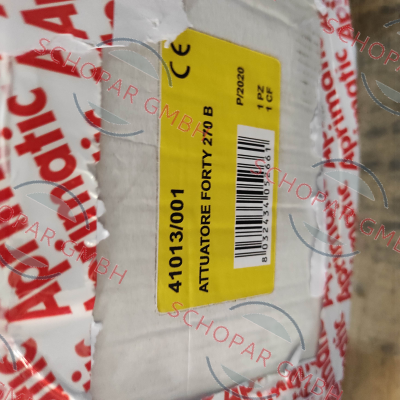 41013/001
ATTUATORE FORTY 270 B
P/2020
1 PZ
1 CF
CE
Aprimatic
Aprimatic
SCHOPAR GMBH
SCHOPAR GMBH
SCHOPAR GMBH
SCHOPAR GMBH
SCHOPAR GMBH